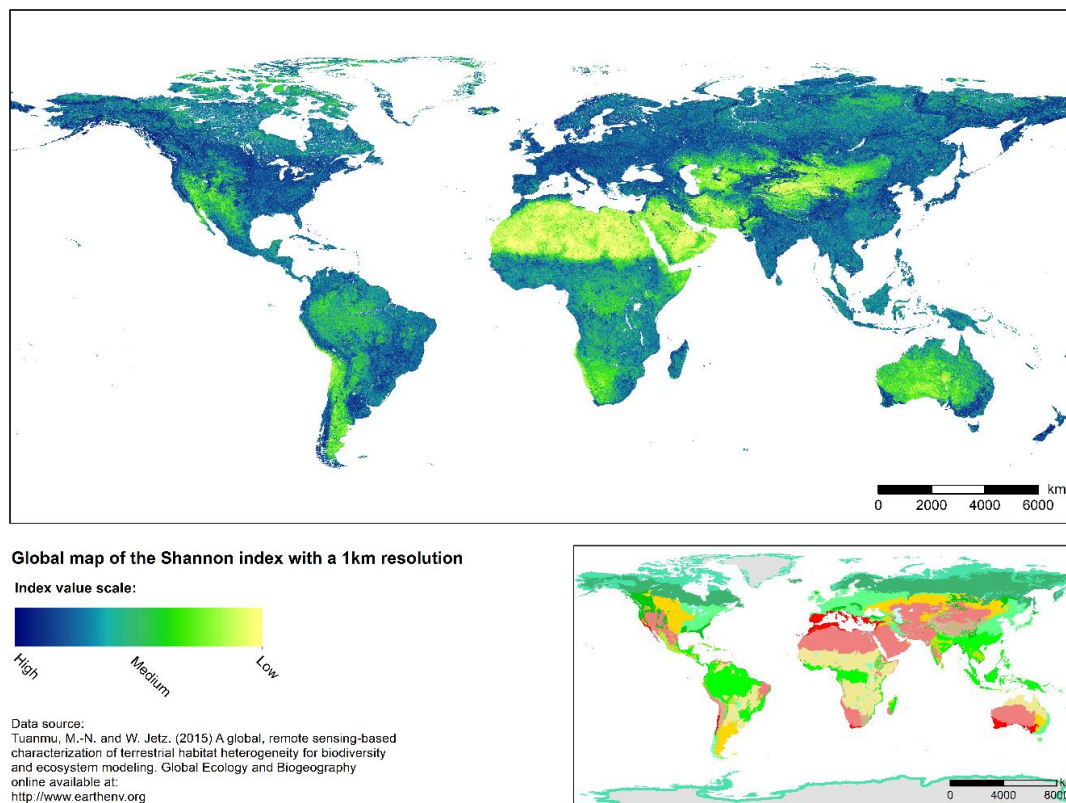 km
0 2000 4000 6000
Global map of the Shannon index with a 1km resolution
Index value scale:
High Medium Low
Data source:
Tuanmu, M.-N. and W. Jetz. (2015) A global, remote sensing-based
characterization of terrestrial habitat heterogeneity for biodiversity
and ecosystem modeling. Global Ecology and Biogeography
online available at:
http://www.earthenv.org
0 4000 8000